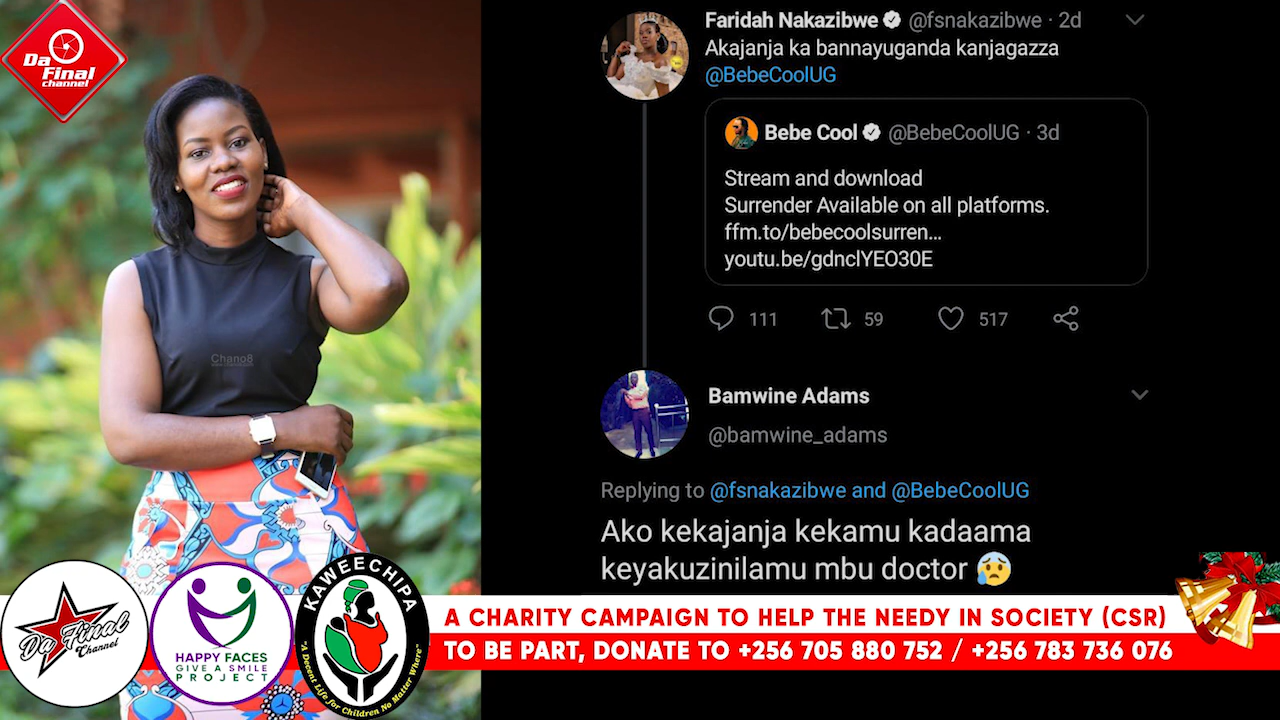 Da
Final
channel
Chano8
Faridah Nakazibwe @fsnakazibwe · 2d
Akajanja ka bannayuganda kanjagazza
@BebeCoolUG
Bebe Cool @BebeCoolUG · 3d
Stream and download
Surrender Available on all platforms.
ffm.to/bebecoolsurren...
youtu.be/gdnclYEO30E
111 59 517
Bamwine Adams
@bamwine_adams
Replying to @fsnakazibwe and @BebeCoolUG
Ako kekajanja kekamu kadaama
keyakuzinilamu mbu doctor 😰
Da Final
Channel
HAPPY FACES
GIVE A SMILE
PROJECT
KAWEECHIPA
"A Decent Life for Children No Matter Where"
A CHARITY CAMPAIGN TO HELP THE NEEDY IN SOCIETY (CSR)
TO BE PART, DONATE TO +256 705 880 752 / +256 783 736 076